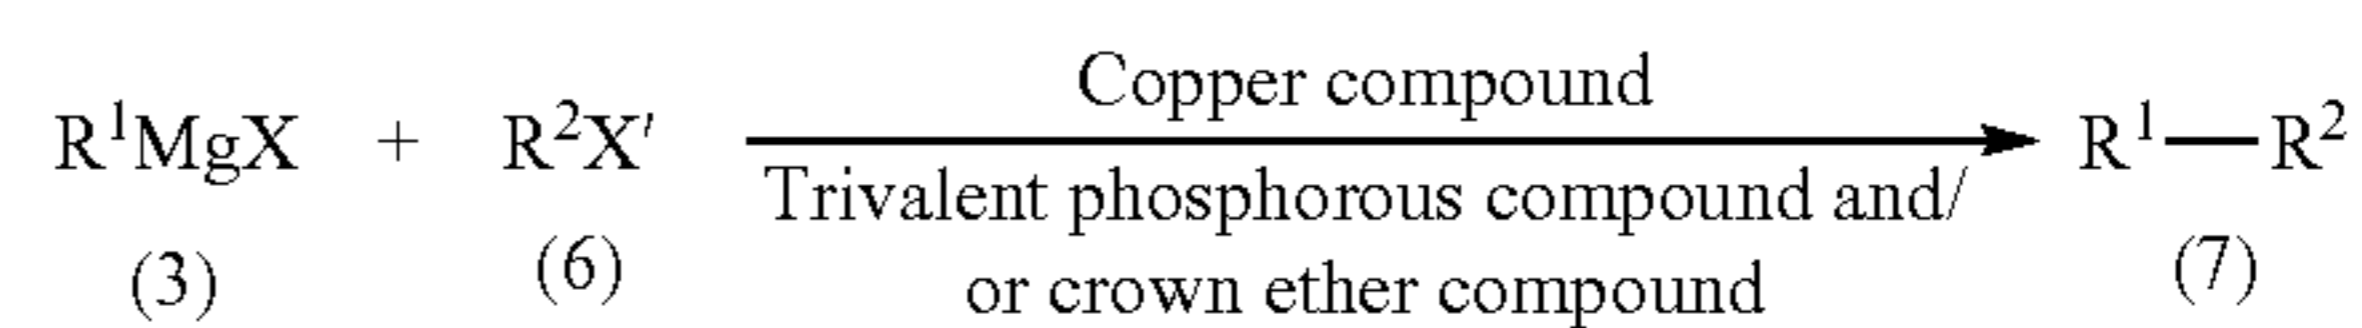 Copper compound
R¹MgX + R²X′ R¹—R²
Trivalent phosphorous compound and/
or crown ether compound
(3) (6) (7)